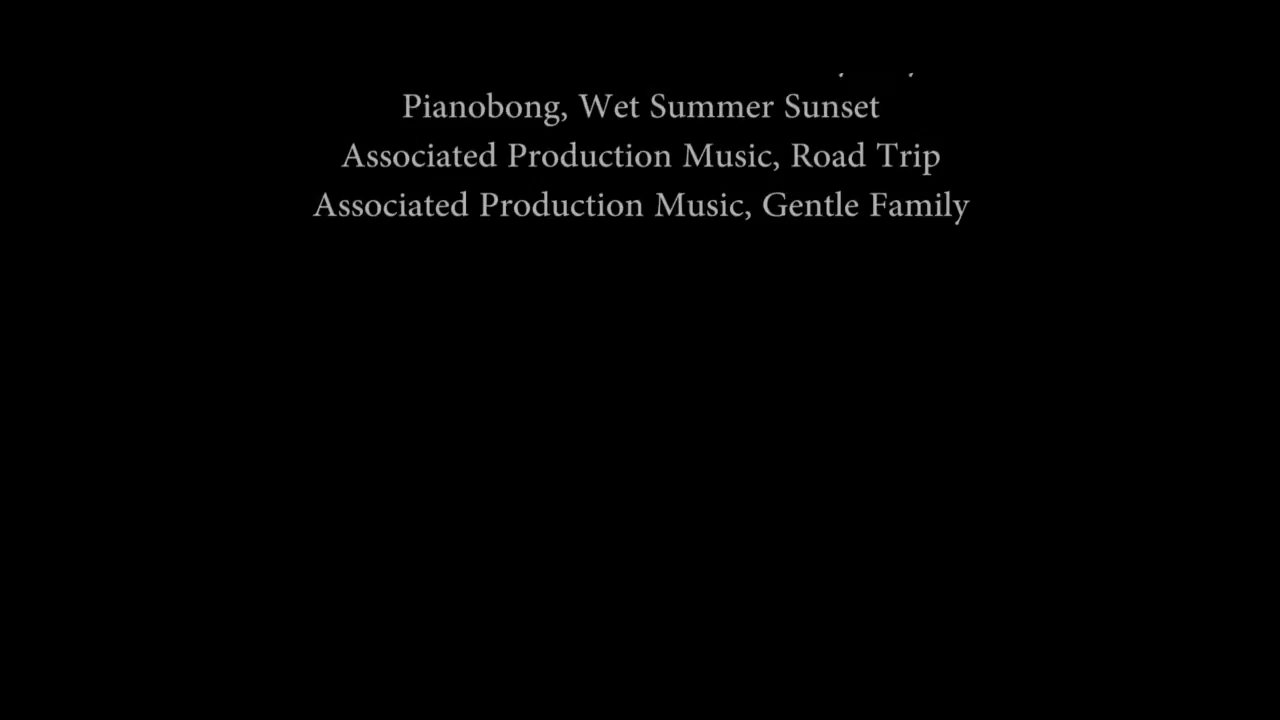 Pianobong, Wet Summer Sunset
Associated Production Music, Road Trip
Associated Production Music, Gentle Family